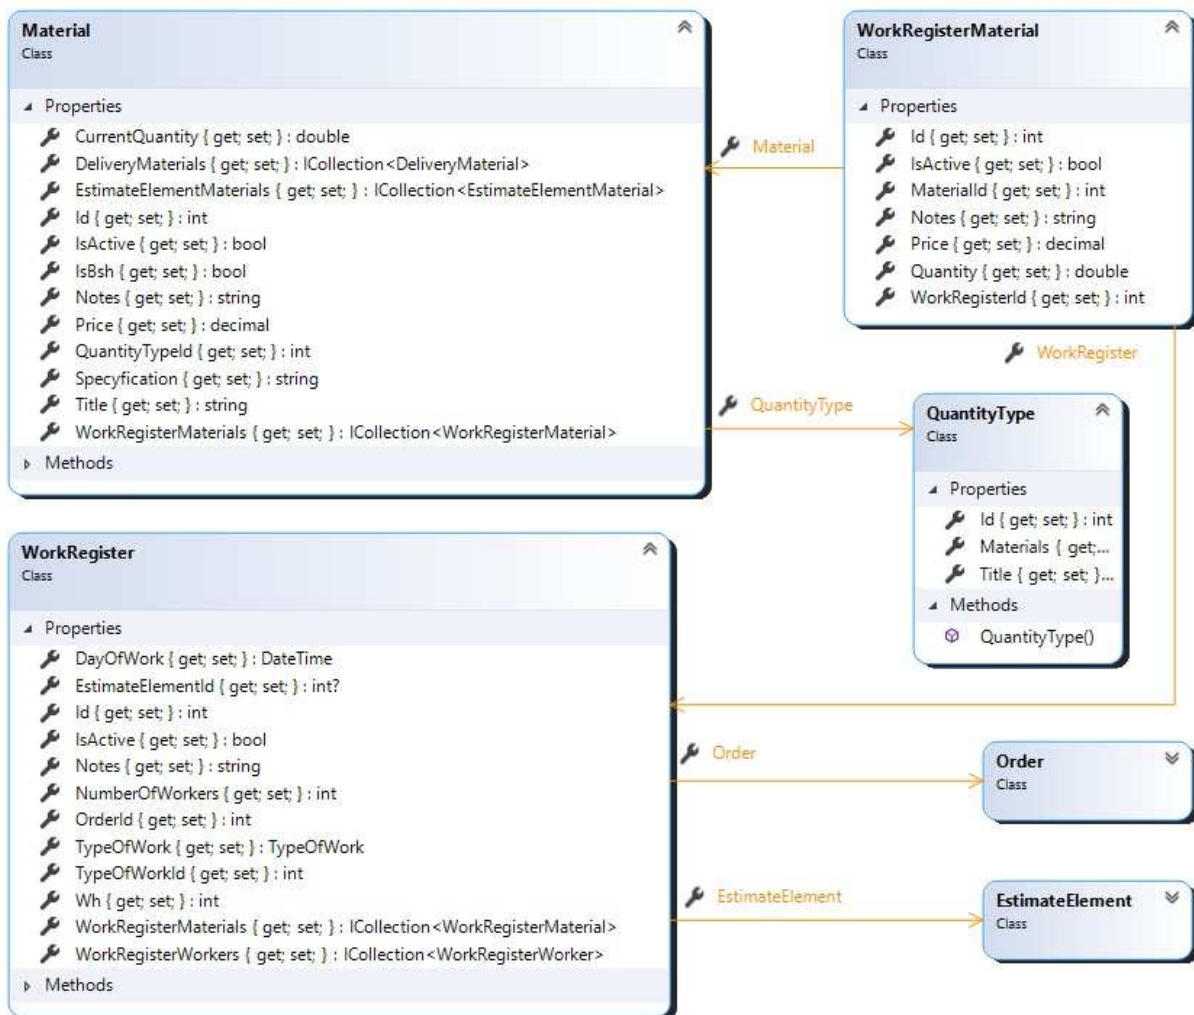 Material
Class
Properties
CurrentQuantity { get; set; } : double
DeliveryMaterials { get; set; } : ICollection<DeliveryMaterial>
EstimateElementMaterials { get; set; } : ICollection<EstimateElementMaterial>
Id { get; set; } : int
IsActive { get; set; } : bool
IsBsh { get; set; } : bool
Notes { get; set; } : string
Price { get; set; } : decimal
QuantityTypeId { get; set; } : int
Specyfication { get; set; } : string
Title { get; set; } : string
WorkRegisterMaterials { get; set; } : ICollection<WorkRegisterMaterial>
Methods
Material
WorkRegisterMaterial
Class
Properties
Id { get; set; } : int
IsActive { get; set; } : bool
MaterialId { get; set; } : int
Notes { get; set; } : string
Price { get; set; } : decimal
Quantity { get; set; } : double
WorkRegisterId { get; set; } : int
WorkRegister
QuantityType
QuantityType
Class
Properties
Id { get; set; } : int
Materials { get;...
Title { get; set; }...
Methods
QuantityType()
WorkRegister
Class
Properties
DayOfWork { get; set; } : DateTime
EstimateElementId { get; set; } : int?
Id { get; set; } : int
IsActive { get; set; } : bool
Notes { get; set; } : string
NumberOfWorkers { get; set; } : int
OrderId { get; set; } : int
TypeOfWork { get; set; } : TypeOfWork
TypeOfWorkId { get; set; } : int
Wh { get; set; } : int
WorkRegisterMaterials { get; set; } : ICollection<WorkRegisterMaterial>
WorkRegisterWorkers { get; set; } : ICollection<WorkRegisterWorker>
Methods
Order
Order
Class
EstimateElement
EstimateElement
Class